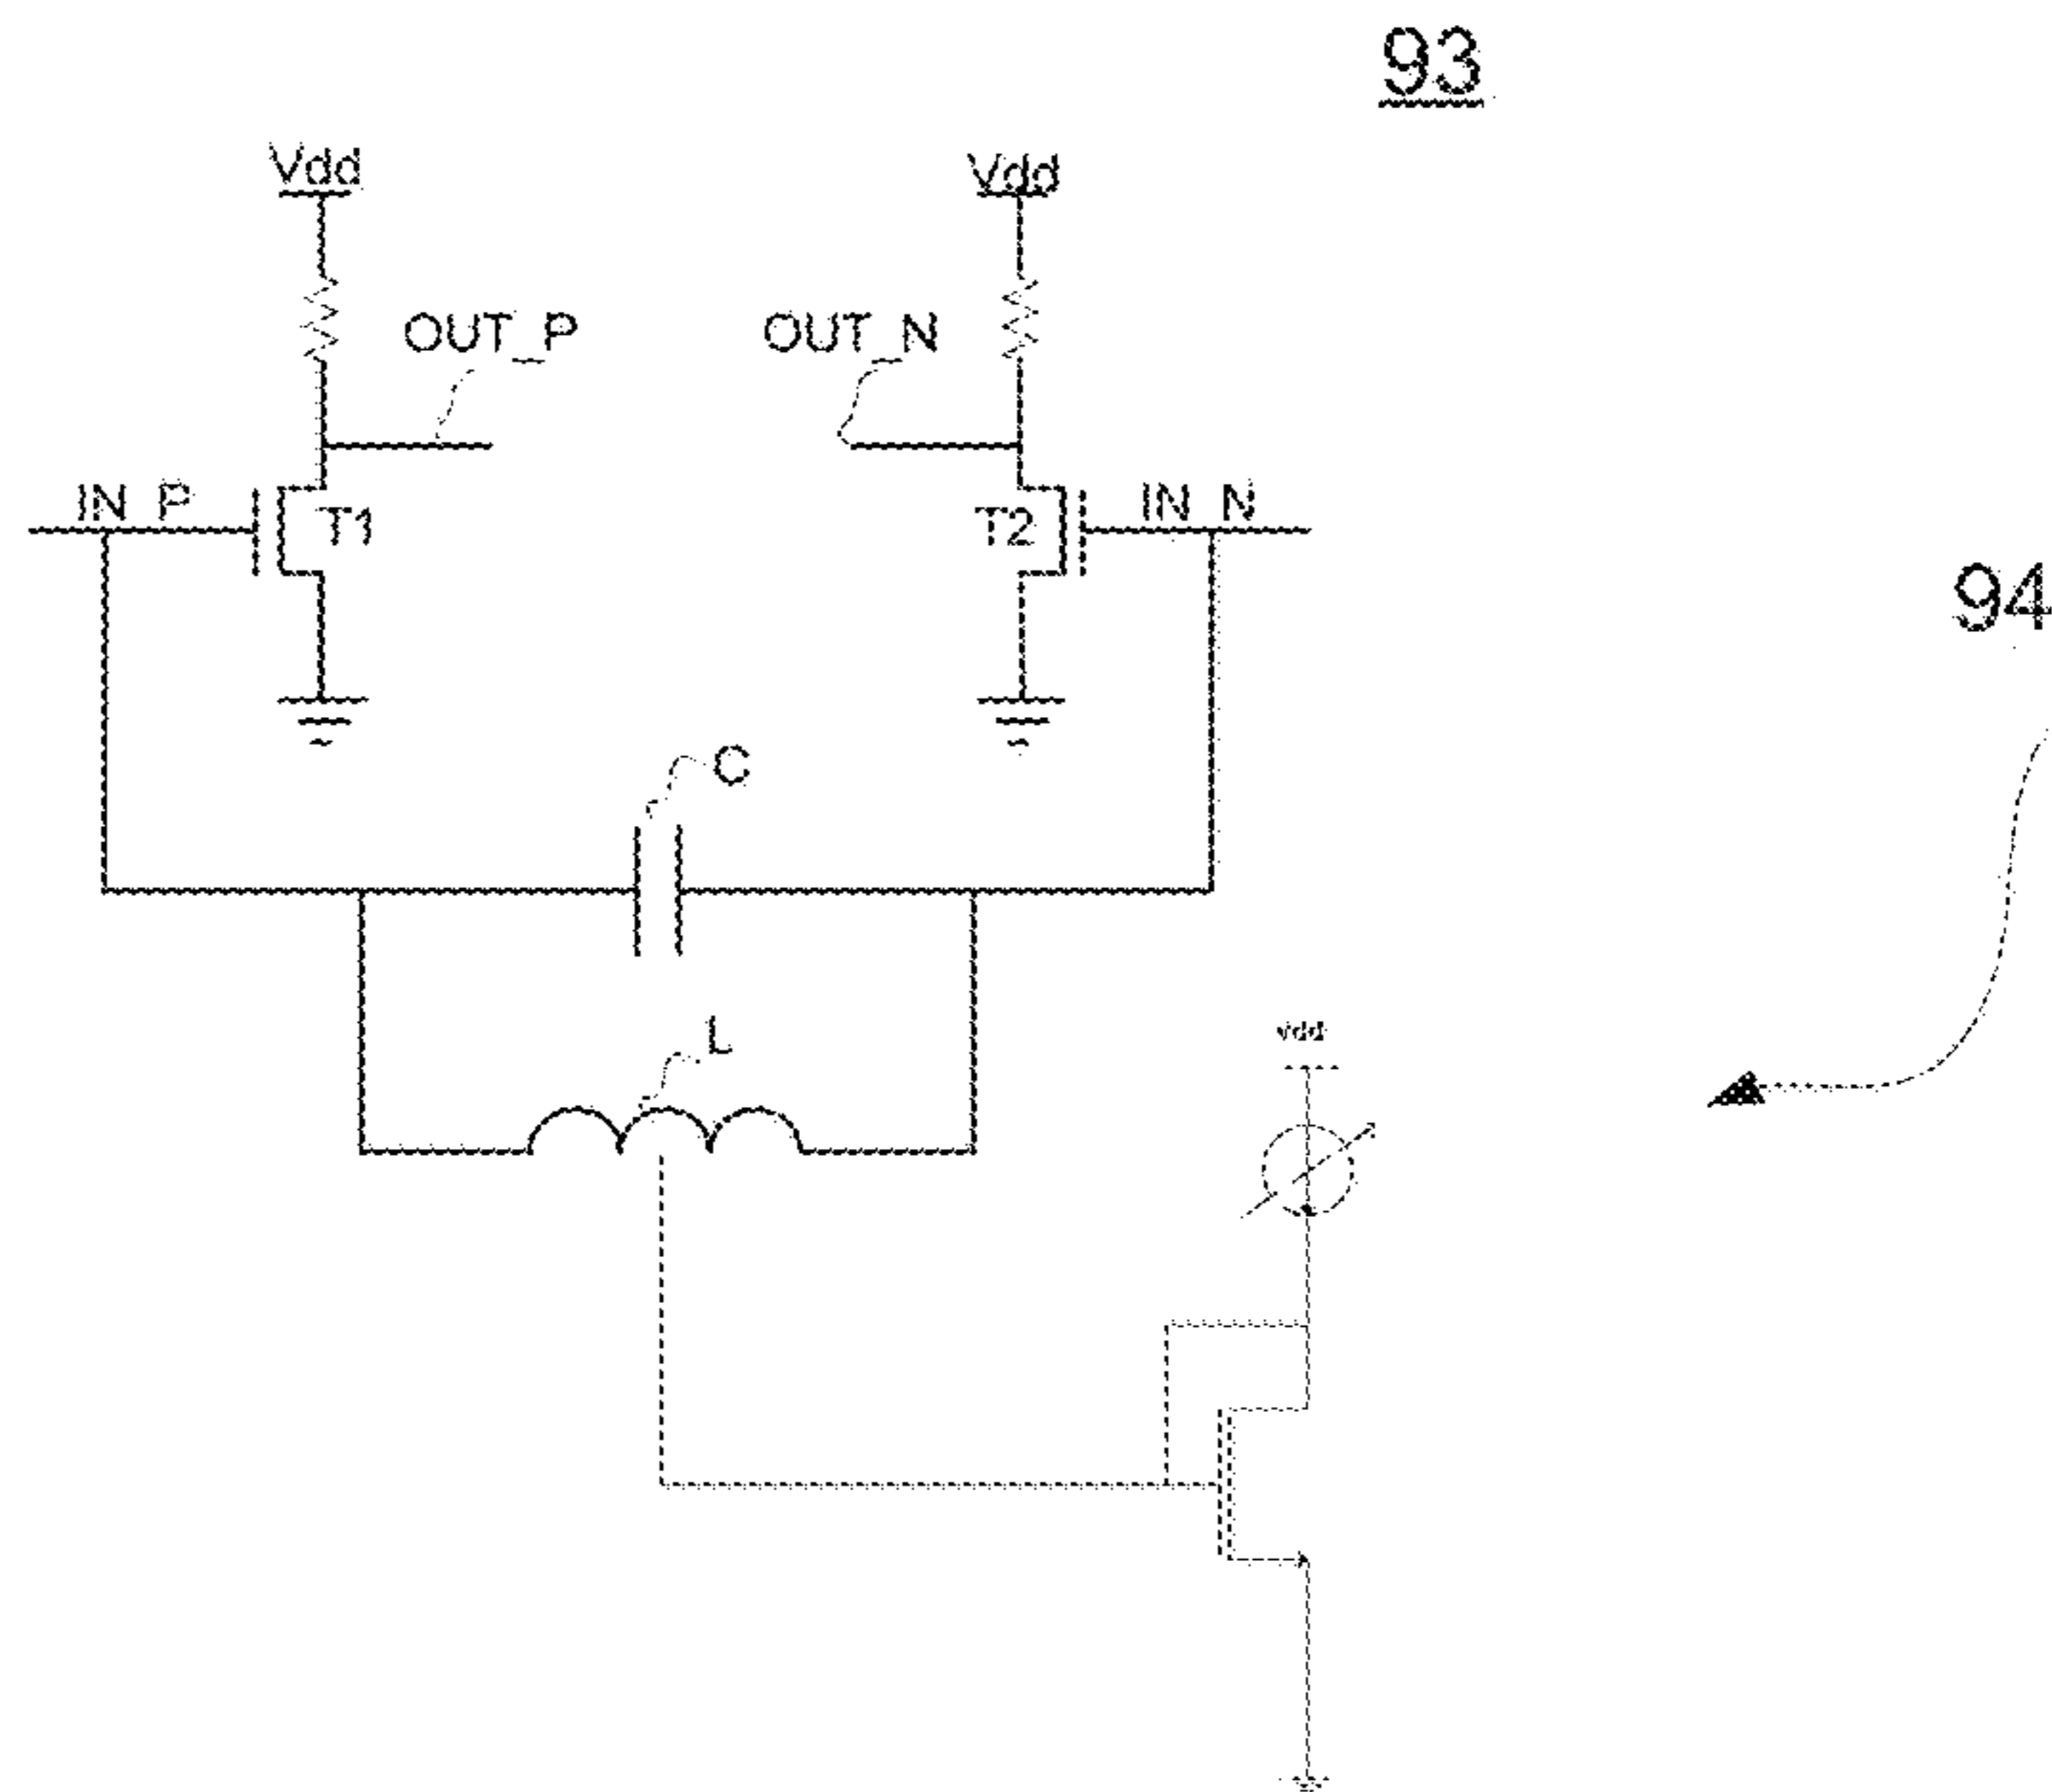 93
Vdd
Vdd
OUT_P
OUT_N
IN_P
T1
T2
IN_N
94
C
L
vdd